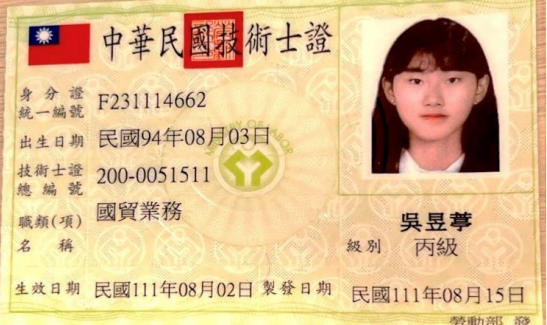 中華民國技術士證
身分證統一編號 F231114662
出生日期 民國94年08月03日
技術士證總編號 200-0051511
職類(項)名稱 國貿業務
吳昱葶
級別 丙級
生效日期 民國111年08月02日 製發日期 民國111年08月15日
勞動部 發